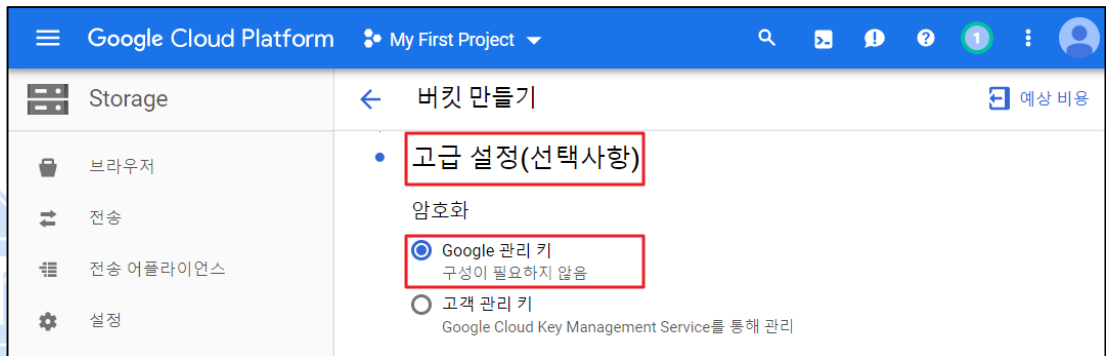 Google Cloud Platform My First Project 1
Storage
버킷 만들기
예상 비용
브라우저
전송
전송 어플라이언스
설정
고급 설정(선택사항)
암호화
Google 관리 키
구성이 필요하지 않음
고객 관리 키
Google Cloud Key Management Service를 통해 관리